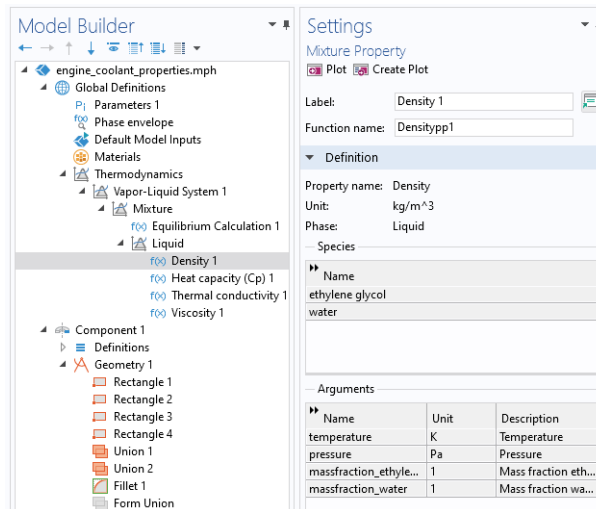 Model Builder
engine_coolant_properties.mph
Global Definitions
Pi Parameters 1
f(x) Phase envelope
Default Model Inputs
Materials
Thermodynamics
Vapor-Liquid System 1
Mixture
f(x) Equilibrium Calculation 1
Liquid
f(x) Density 1
f(x) Heat capacity (Cp) 1
f(x) Thermal conductivity 1
f(x) Viscosity 1
Component 1
Definitions
Geometry 1
Rectangle 1
Rectangle 2
Rectangle 3
Rectangle 4
Union 1
Union 2
Fillet 1
Form Union
Settings
Mixture Property
Plot Create Plot
Label: Density 1
Function name: Densitypp1
Definition
Property name: Density
Unit: kg/m^3
Phase: Liquid
Species
Name
ethylene glycol
water
Arguments
Name Unit Description
temperature K Temperature
pressure Pa Pressure
massfraction_ethyle... 1 Mass fraction eth...
massfraction_water 1 Mass fraction wa...